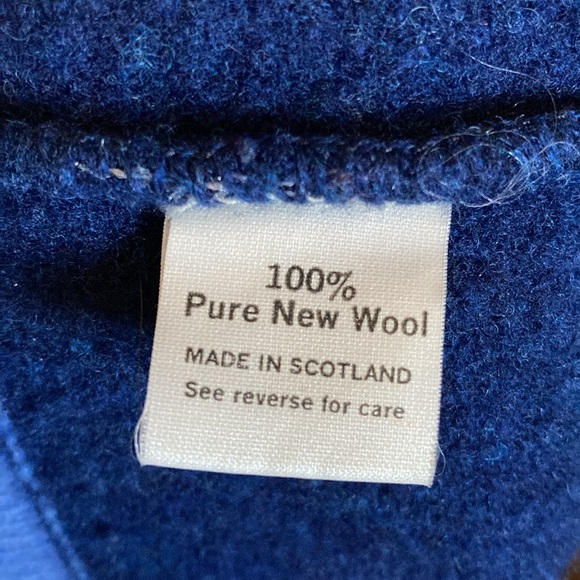 100%
Pure New Wool
MADE IN SCOTLAND
See reverse for care